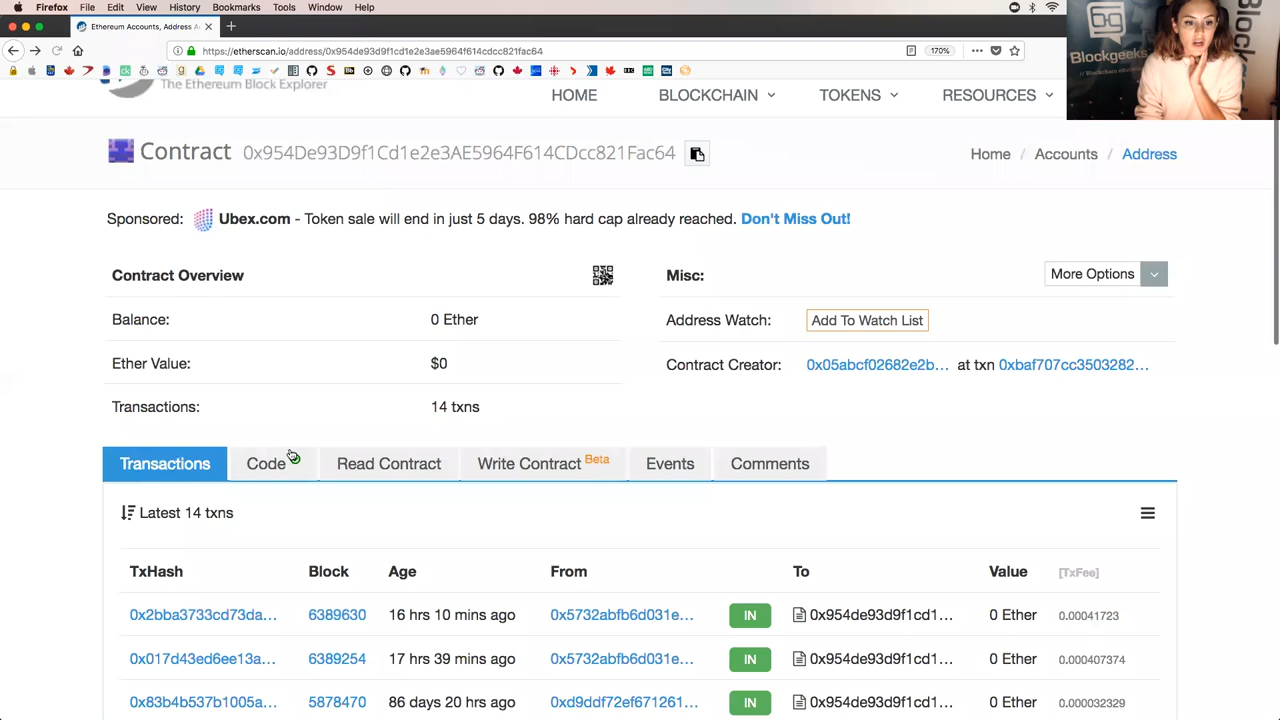 Firefox File Edit View History Bookmarks Tools Window Help
Ethereum Accounts, Address A
https://etherscan.io/address/0x954de93d9f1cd1e2e3ae5964f614cdcc821fac64 170%
The Ethereum Block Explorer
HOME BLOCKCHAIN TOKENS RESOURCES
Blockgeeks
Contract 0x954De93D9f1Cd1e2e3AE5964F614CDcc821Fac64
Home / Accounts / Address
Sponsored: Ubex.com - Token sale will end in just 5 days. 98% hard cap already reached. Don't Miss Out!
Contract Overview
Balance: 0 Ether
Ether Value: $0
Transactions: 14 txns
Misc: More Options
Address Watch: Add To Watch List
Contract Creator: 0x05abcf02682e2b... at txn 0xbaf707cc3503282...
Transactions Code Read Contract Write Contract Beta Events Comments
Latest 14 txns
TxHash Block Age From To Value [TxFee]
0x2bba3733cd73da... 6389630 16 hrs 10 mins ago 0x5732abfb6d031e... IN 0x954de93d9f1cd1... 0 Ether 0.00041723
0x017d43ed6ee13a... 6389254 17 hrs 39 mins ago 0x5732abfb6d031e... IN 0x954de93d9f1cd1... 0 Ether 0.000407374
0x83b4b537b1005a... 5878470 86 days 20 hrs ago 0xd9ddf72ef671261... IN 0x954de93d9f1cd1... 0 Ether 0.000032329